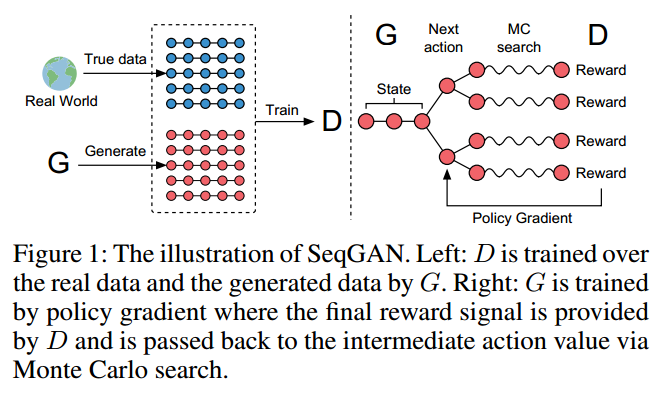 True data
Real World
G
Generate
Train
D
G
Next
action
MC
search
D
State
Reward
Reward
Reward
Reward
Policy Gradient
Figure 1: The illustration of SeqGAN. Left: D is trained over
the real data and the generated data by G. Right: G is trained
by policy gradient where the final reward signal is provided
by D and is passed back to the intermediate action value via
Monte Carlo search.